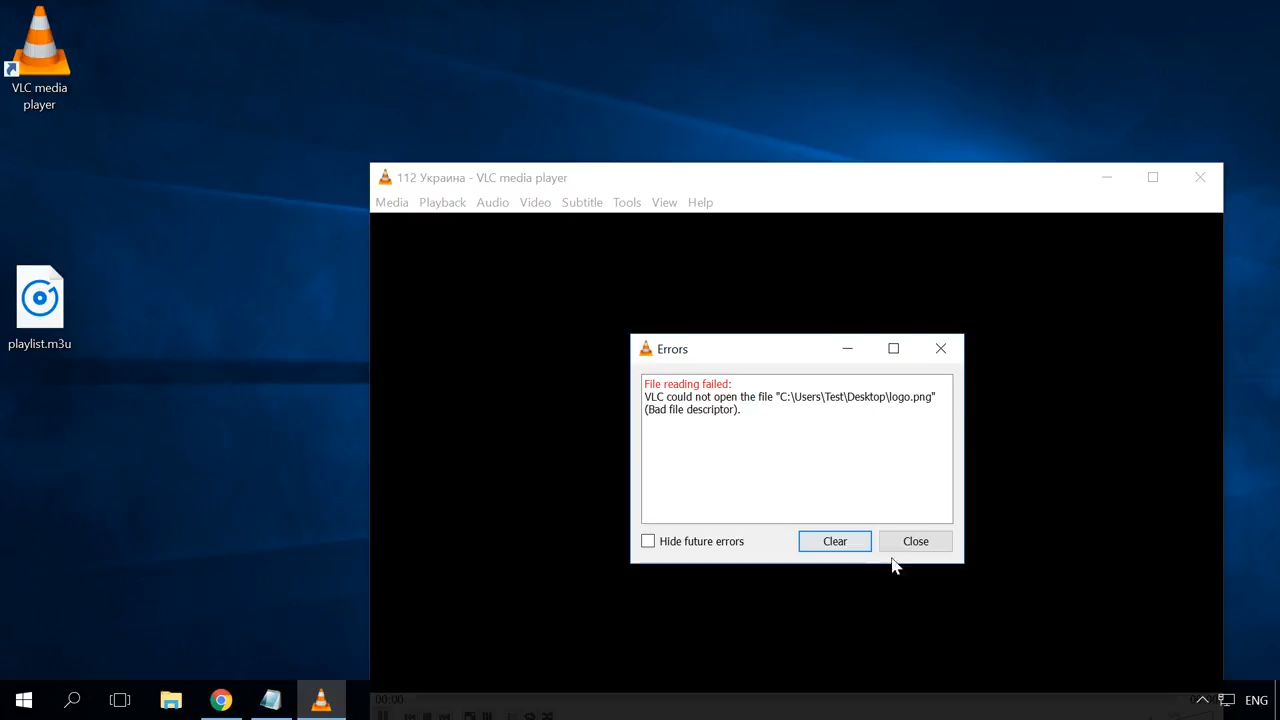 VLC media
player
playlist.m3u
112 Украина - VLC media player
Media Playback Audio Video Subtitle Tools View Help
Errors
File reading failed:
VLC could not open the file "C:\Users\Test\Desktop\logo.png"
(Bad file descriptor).
Hide future errors
Clear
Close
00:00
ENG